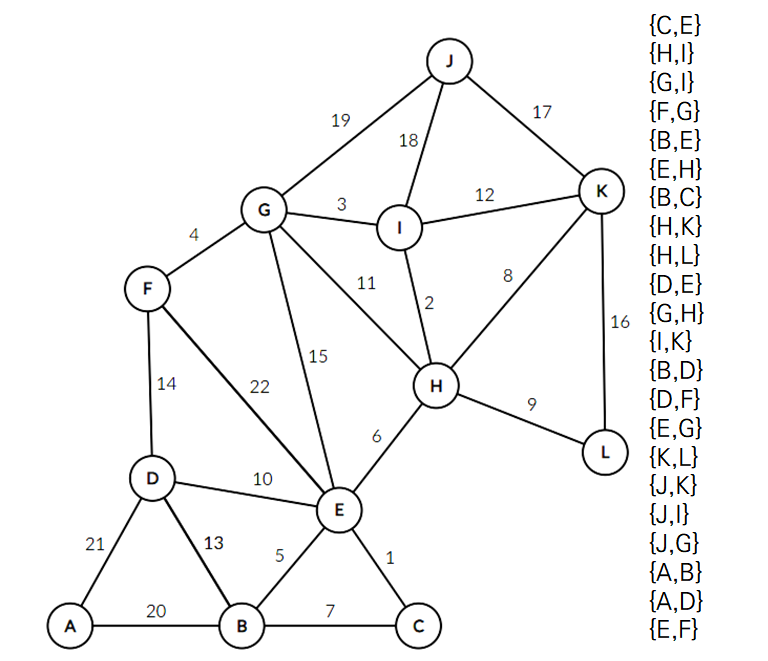 J
19
17
18
K
12
G
3
I
4
11
8
F
2
16
15
14
22
H
9
6
L
D
10
E
21
13
5
1
20
7
A
B
C
{C,E}
{H,I}
{G,I}
{F,G}
{B,E}
{E,H}
{B,C}
{H,K}
{H,L}
{D,E}
{G,H}
{I,K}
{B,D}
{D,F}
{E,G}
{K,L}
{J,K}
{J,I}
{J,G}
{A,B}
{A,D}
{E,F}